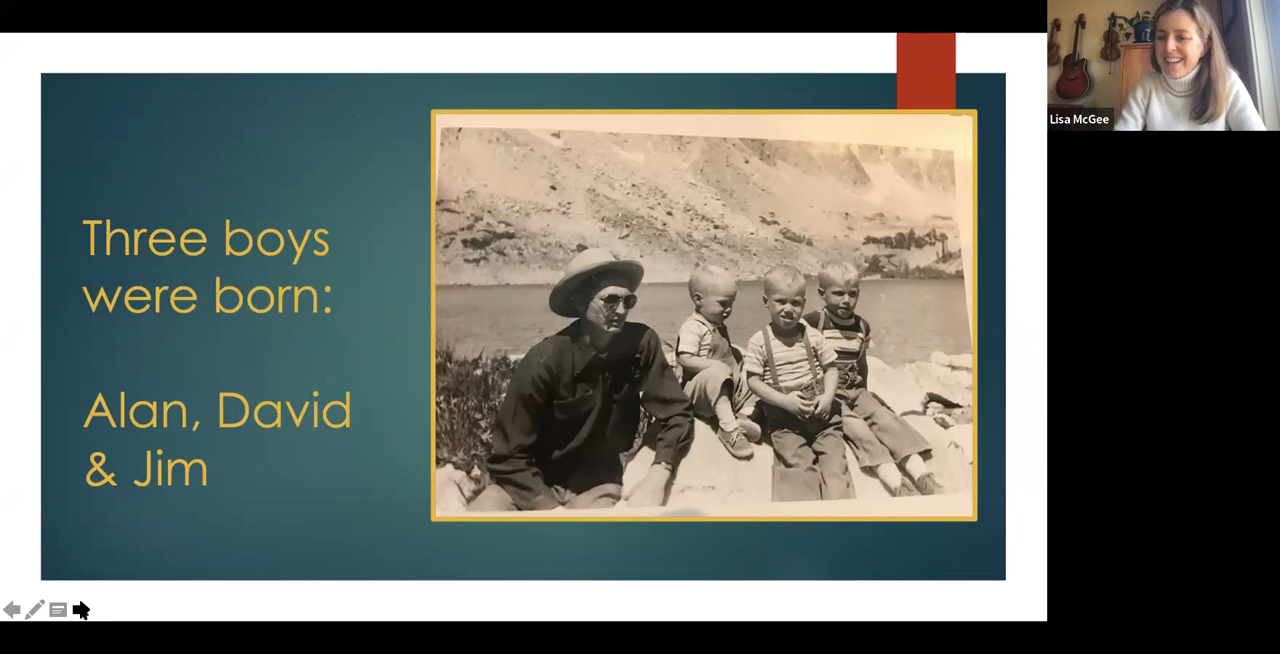 Three boys
were born:
Alan, David
& Jim
Lisa McGee